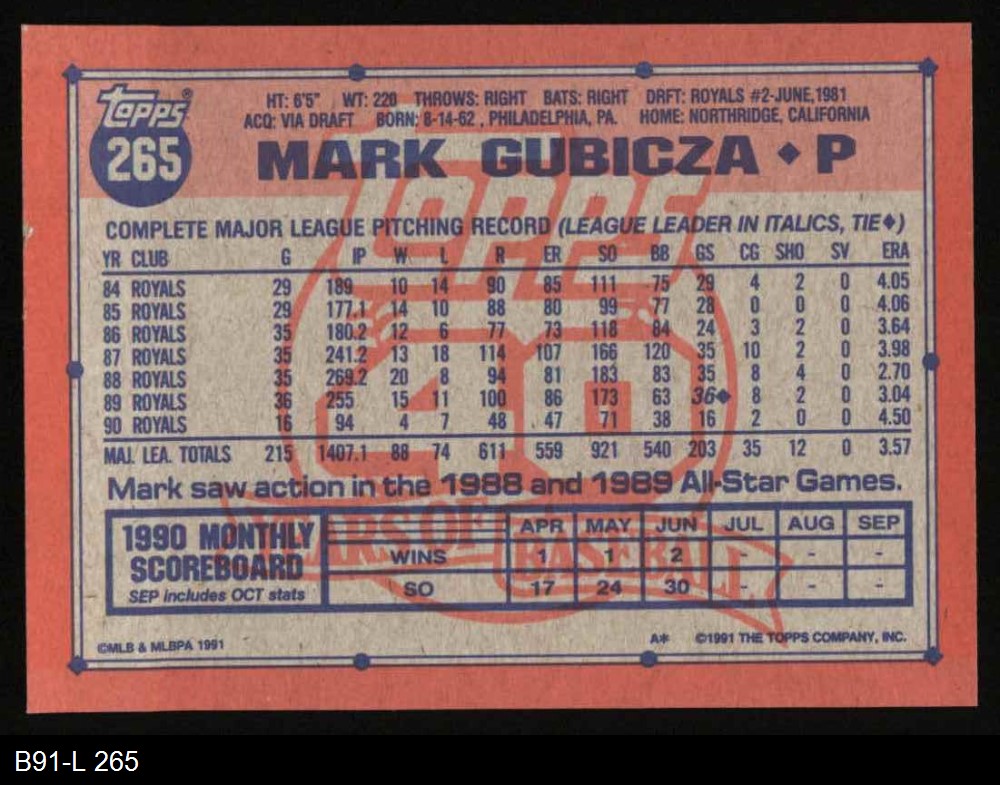 TOPPS®
265
HT: 6'5" WT: 220 THROWS: RIGHT BATS: RIGHT DRFT: ROYALS #2-JUNE,1981
ACQ: VIA DRAFT BORN: 8-14-62 , PHILADELPHIA, PA. HOME: NORTHRIDGE, CALIFORNIA
MARK GUBICZA ◆ P
TOPPS
40
YEARS OF BASEBALL
COMPLETE MAJOR LEAGUE PITCHING RECORD (LEAGUE LEADER IN ITALICS, TIE◆)
YR CLUB G IP W L R ER SO BB GS CG SHO SV ERA
84 ROYALS 29 189 10 14 90 85 111 75 29 4 2 0 4.05
85 ROYALS 29 177.1 14 10 88 80 99 77 28 0 0 0 4.06
86 ROYALS 35 180.2 12 6 77 73 118 84 24 3 2 0 3.64
87 ROYALS 35 241.2 13 18 114 107 166 120 35 10 2 0 3.98
88 ROYALS 35 269.2 20 8 94 81 183 83 35 8 4 0 2.70
89 ROYALS 36 255 15 11 100 86 173 63 36◆ 8 2 0 3.04
90 ROYALS 16 94 4 7 48 47 71 38 16 2 0 0 4.50
MAJ. LEA. TOTALS 215 1407.1 88 74 611 559 921 540 203 35 12 0 3.57
Mark saw action in the 1988 and 1989 All-Star Games.
1990 MONTHLY
SCOREBOARD
SEP includes OCT stats
APR MAY JUN JUL AUG SEP
WINS 1 1 2 - - -
SO 17 24 30 - - -
©MLB & MLBPA 1991
A* ©1991 THE TOPPS COMPANY, INC.
B91-L 265